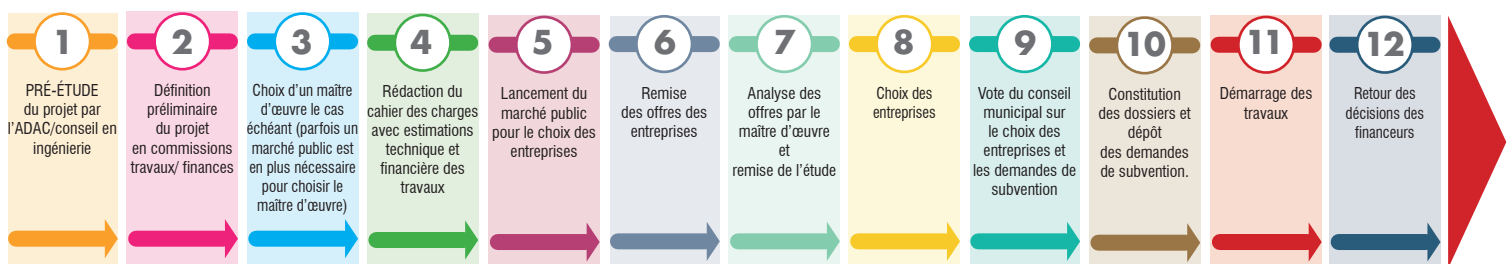 1
PRÉ-ÉTUDE
du projet par
l'ADAC/conseil en
ingénierie
2
Définition
préliminaire
du projet
en commissions
travaux/ finances
3
Choix d'un maître
d'œuvre le cas
échéant (parfois un
marché public est
en plus nécessaire
pour choisir le
maître d'œuvre)
4
Rédaction du
cahier des charges
avec estimations
technique et
financière des
travaux
5
Lancement du
marché public
pour le choix des
entreprises
6
Remise
des offres des
entreprises
7
Analyse des
offres par le
maître d'œuvre
et
remise de l'étude
8
Choix des
entreprises
9
Vote du conseil
municipal sur
le choix des
entreprises et
les demandes de
subvention
10
Constitution
des dossiers et
dépôt
des demandes
de subvention.
11
Démarrage des
travaux
12
Retour des
décisions des
financeurs